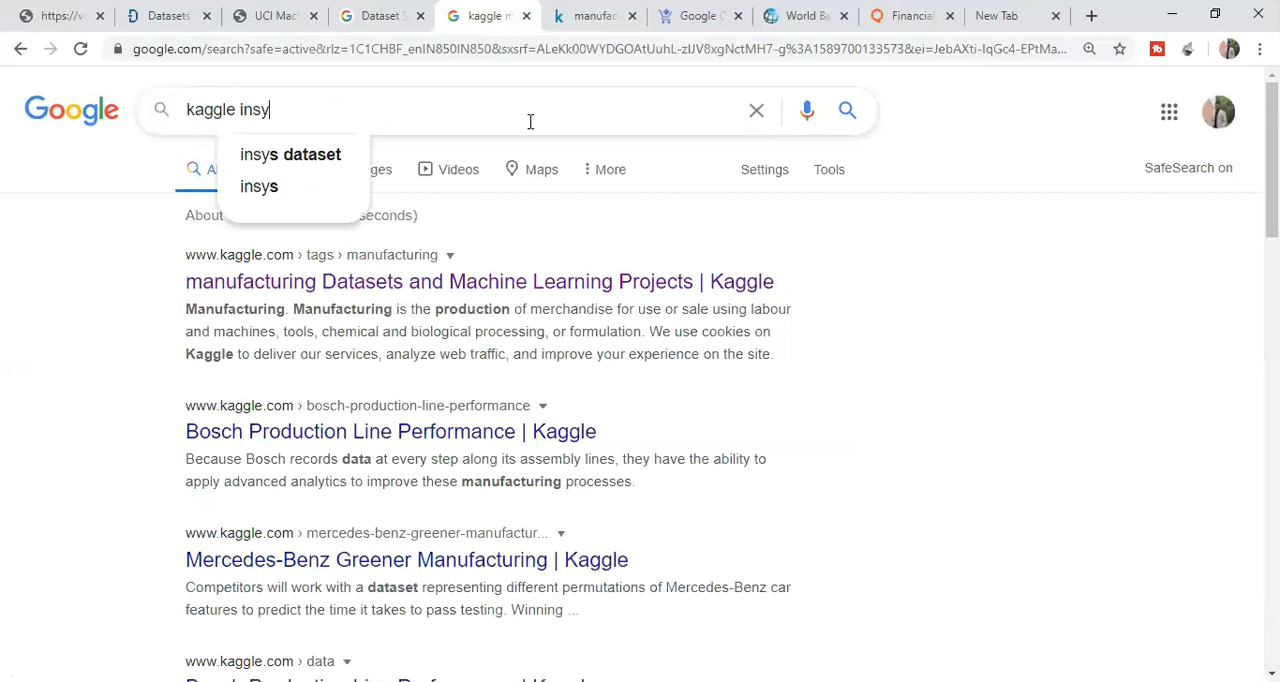 https://v
Datasets
UCI Mac
Dataset S
kaggle m
manufac
Google C
World Ba
Financial
New Tab
google.com/search?safe=active&rlz=1C1CHBF_enIN850IN850&sxsrf=ALeKk00WYDGOAtUuhL-zIJV8xgNctMH7-g%3A1589700133573&ei=JebAXti-IqGc4-EPtMa...
Google
kaggle insy
insys dataset
insys
Al
ges
Videos
Maps
More
Settings
Tools
SafeSearch on
About
seconds)
www.kaggle.com › tags › manufacturing
manufacturing Datasets and Machine Learning Projects | Kaggle
Manufacturing. Manufacturing is the production of merchandise for use or sale using labour
and machines, tools, chemical and biological processing, or formulation. We use cookies on
Kaggle to deliver our services, analyze web traffic, and improve your experience on the site.
www.kaggle.com › bosch-production-line-performance
Bosch Production Line Performance | Kaggle
Because Bosch records data at every step along its assembly lines, they have the ability to
apply advanced analytics to improve these manufacturing processes.
www.kaggle.com › mercedes-benz-greener-manufactur...
Mercedes-Benz Greener Manufacturing | Kaggle
Competitors will work with a dataset representing different permutations of Mercedes-Benz car
features to predict the time it takes to pass testing. Winning ...
www.kaggle.com › data